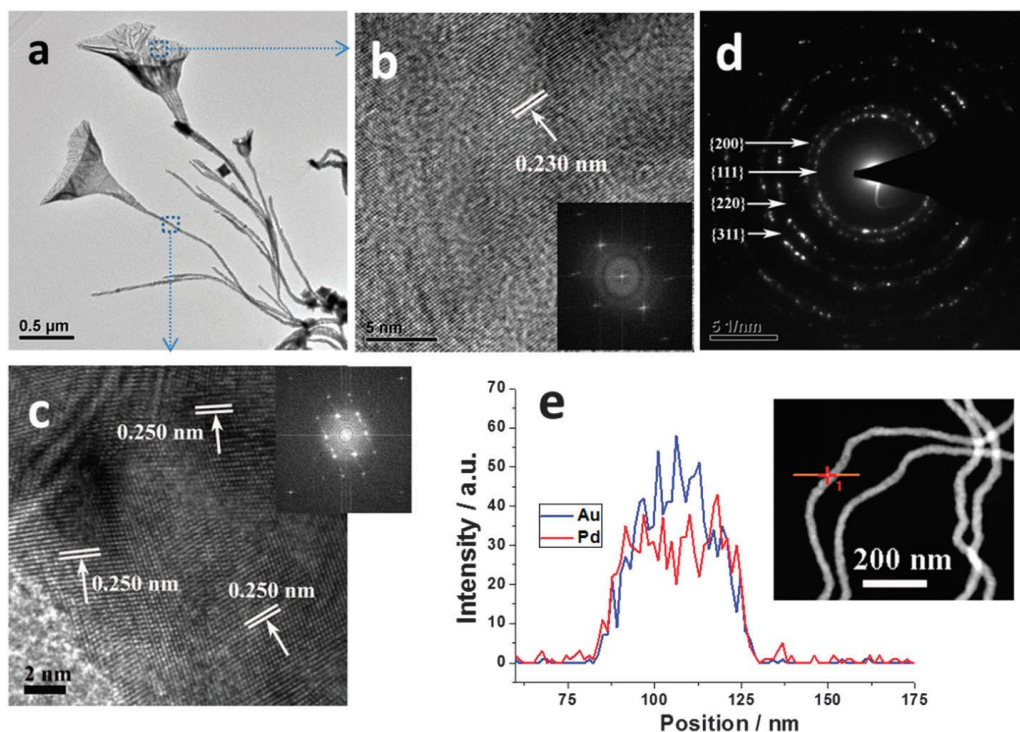 a
0.5 µm
b
0.230 nm
5 nm
d
{200}
{111}
{220}
{311}
5 1/nm
c
0.250 nm
0.250 nm
0.250 nm
2 nm
e
70
60
50
40
30
20
10
0
Intensity / a.u.
Au
Pd
1
200 nm
75 100 125 150 175
Position / nm